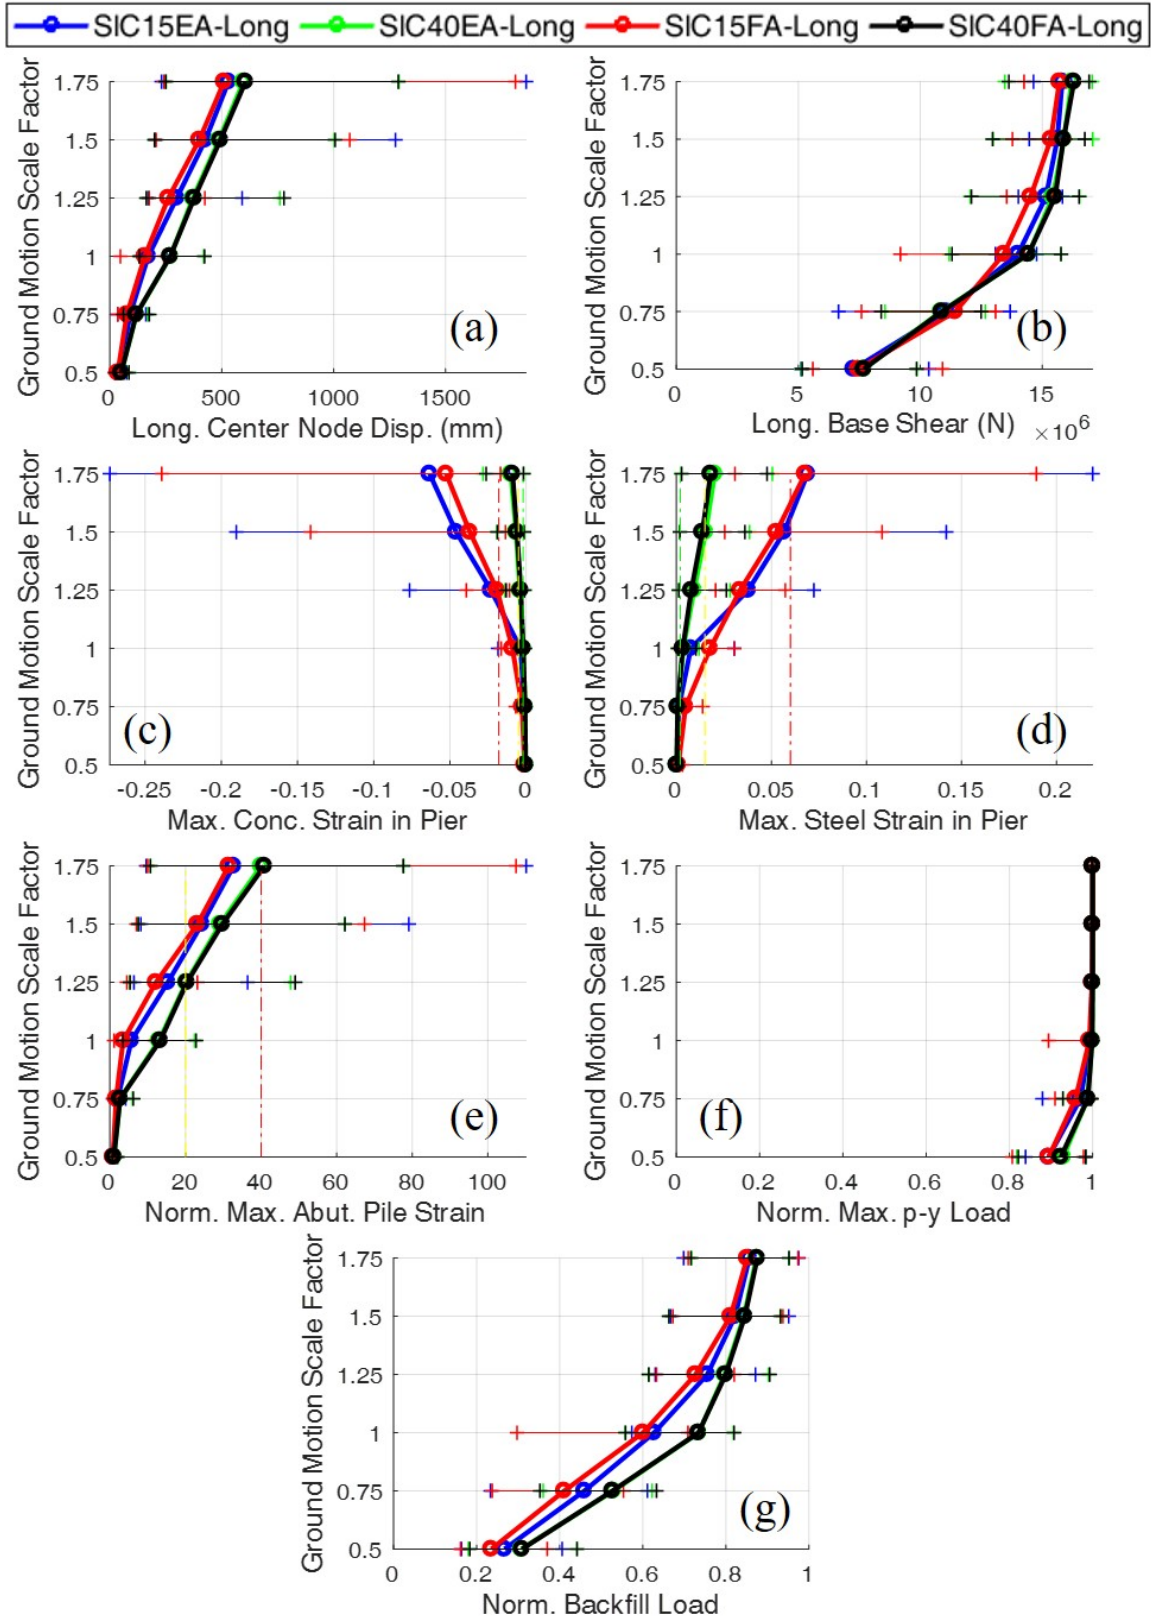 SIC15EA-Long SIC40EA-Long SIC15FA-Long SIC40FA-Long
Ground Motion Scale Factor
1.75
1.5
1.25
1
0.75
0.5
(a)
0 500 1000 1500
Long. Center Node Disp. (mm)
Ground Motion Scale Factor
1.75
1.5
1.25
1
0.75
0.5
(b)
0 5 10 15
Long. Base Shear (N) ×10^6
Ground Motion Scale Factor
1.75
1.5
1.25
1
0.75
0.5
(c)
-0.25 -0.2 -0.15 -0.1 -0.05 0
Max. Conc. Strain in Pier
Ground Motion Scale Factor
1.75
1.5
1.25
1
0.75
0.5
(d)
0 0.05 0.1 0.15 0.2
Max. Steel Strain in Pier
Ground Motion Scale Factor
1.75
1.5
1.25
1
0.75
0.5
(e)
0 20 40 60 80 100
Norm. Max. Abut. Pile Strain
Ground Motion Scale Factor
1.75
1.5
1.25
1
0.75
0.5
(f)
0 0.2 0.4 0.6 0.8 1
Norm. Max. p-y Load
Ground Motion Scale Factor
1.75
1.5
1.25
1
0.75
0.5
(g)
0 0.2 0.4 0.6 0.8 1
Norm. Backfill Load